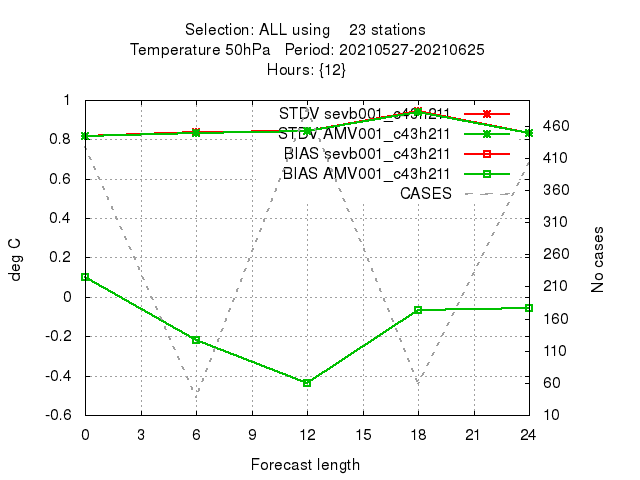 Selection: ALL using 23 stations
Temperature 50hPa Period: 20210527-20210625
Hours: {12}
STDV sevb001_c43h211
STDV AMV001_c43h211
BIAS sevb001_c43h211
BIAS AMV001_c43h211
CASES
deg C
1
0.8
0.6
0.4
0.2
0
-0.2
-0.4
-0.6
No cases
460
410
360
310
260
210
160
110
60
10
0 3 6 9 12 15 18 21 24
Forecast length